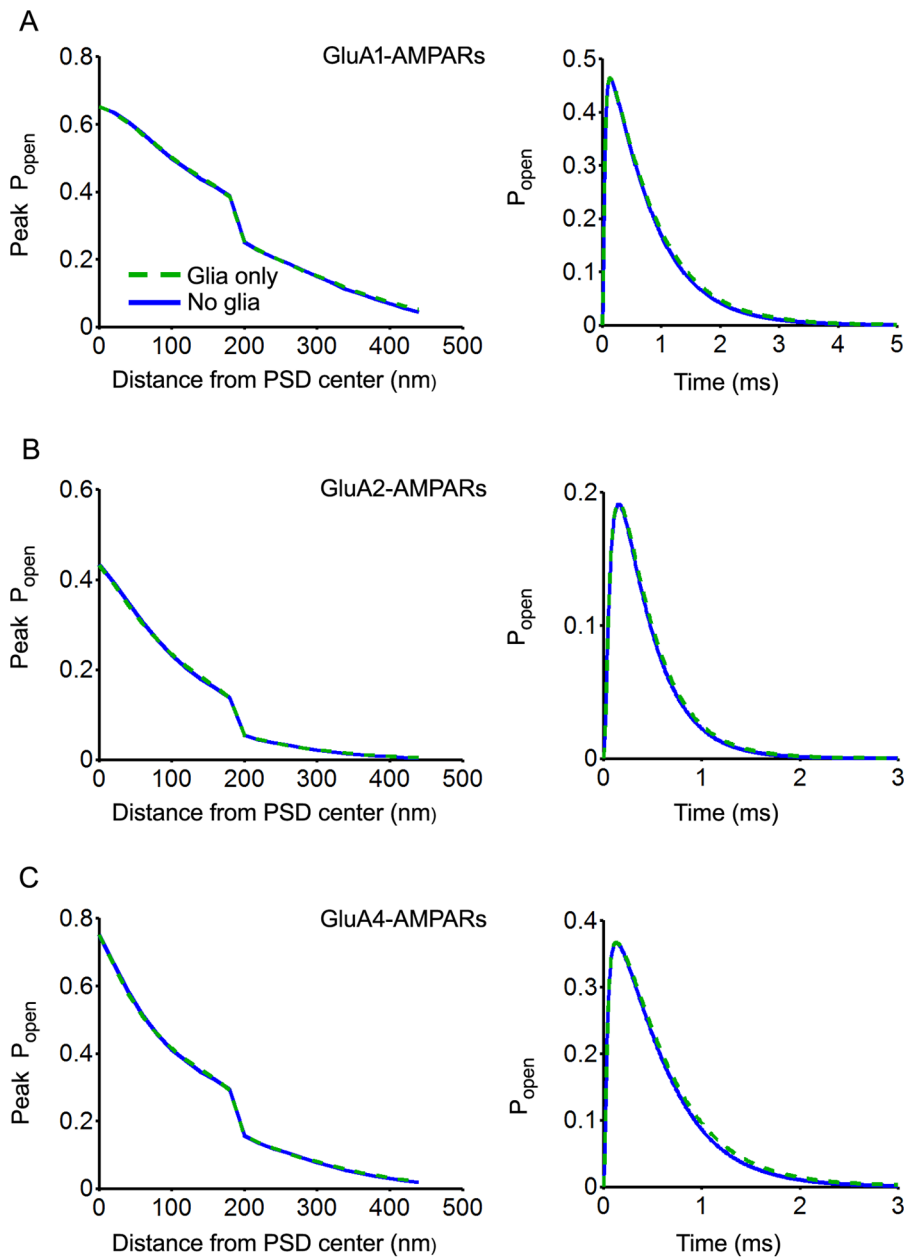 A
GluA1-AMPARs
0.8
0.6
0.4
0.2
0
Peak Popen
Glia only
No glia
0 100 200 300 400 500
Distance from PSD center (nm)
0.5
0.4
0.3
0.2
0.1
0
Popen
0 1 2 3 4 5
Time (ms)
B
GluA2-AMPARs
0.6
0.4
0.2
0
Peak Popen
0 100 200 300 400 500
Distance from PSD center (nm)
0.2
0.1
0
Popen
0 1 2 3
Time (ms)
C
GluA4-AMPARs
0.8
0.6
0.4
0.2
0
Peak Popen
0 100 200 300 400 500
Distance from PSD center (nm)
0.4
0.3
0.2
0.1
0
Popen
0 1 2 3
Time (ms)